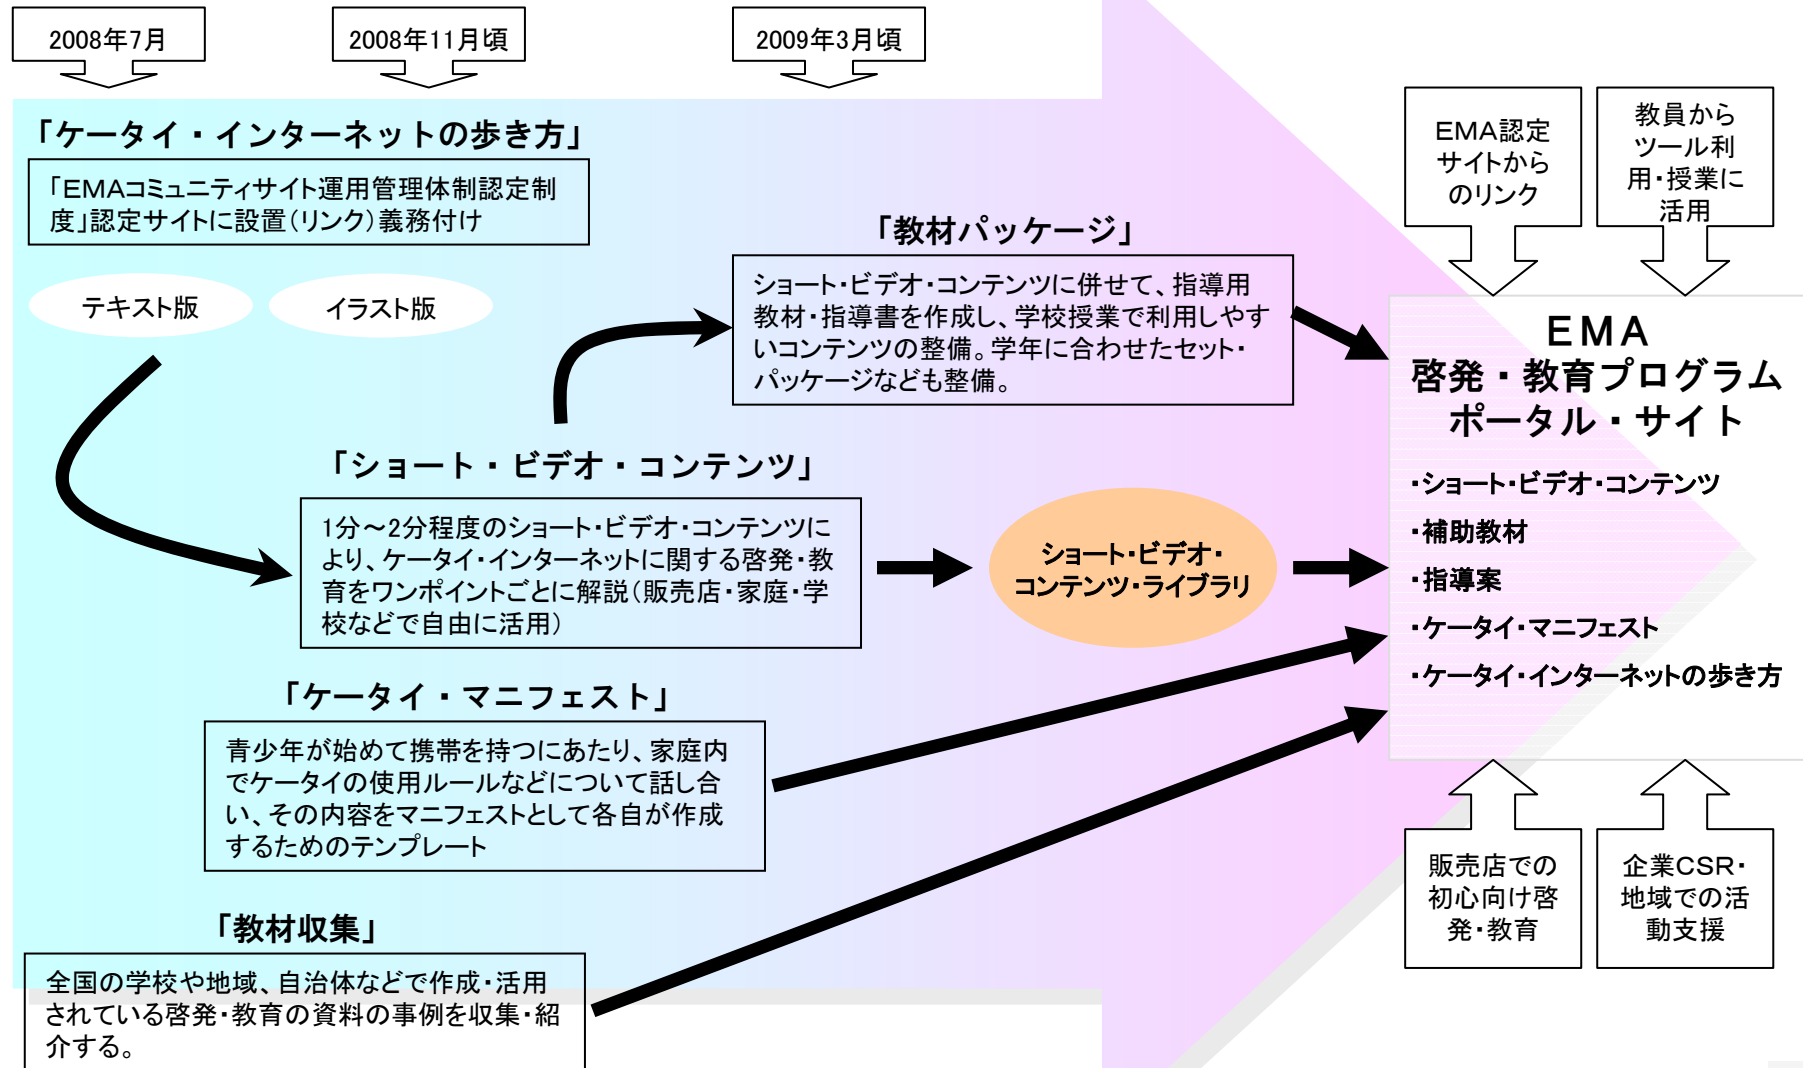 2008年7月
2008年11月頃
2009年3月頃
「ケータイ・インターネットの歩き方」
「EMAコミュニティサイト運用管理体制認定制
度」認定サイトに設置(リンク)義務付け
テキスト版
イラスト版
「教材パッケージ」
ショート・ビデオ・コンテンツに併せて、指導用
教材・指導書を作成し、学校授業で利用しやす
いコンテンツの整備。学年に合わせたセット・
パッケージなども整備。
「ショート・ビデオ・コンテンツ」
1分～2分程度のショート・ビデオ・コンテンツに
より、ケータイ・インターネットに関する啓発・教
育をワンポイントごとに解説(販売店・家庭・学
校などで自由に活用)
ショート・ビデオ・
コンテンツ・ライブラリ
「ケータイ・マニフェスト」
青少年が始めて携帯を持つにあたり、家庭内
でケータイの使用ルールなどについて話し合
い、その内容をマニフェストとして各自が作成
するためのテンプレート
「教材収集」
全国の学校や地域、自治体などで作成・活用
されている啓発・教育の資料の事例を収集・紹
介する。
EMA認定
サイトから
のリンク
教員から
ツール利
用・授業に
活用
EMA
啓発・教育プログラム
ポータル・サイト
・ショート・ビデオ・コンテンツ
・補助教材
・指導案
・ケータイ・マニフェスト
・ケータイ・インターネットの歩き方
販売店での
初心向け啓
発・教育
企業CSR・
地域での活
動支援